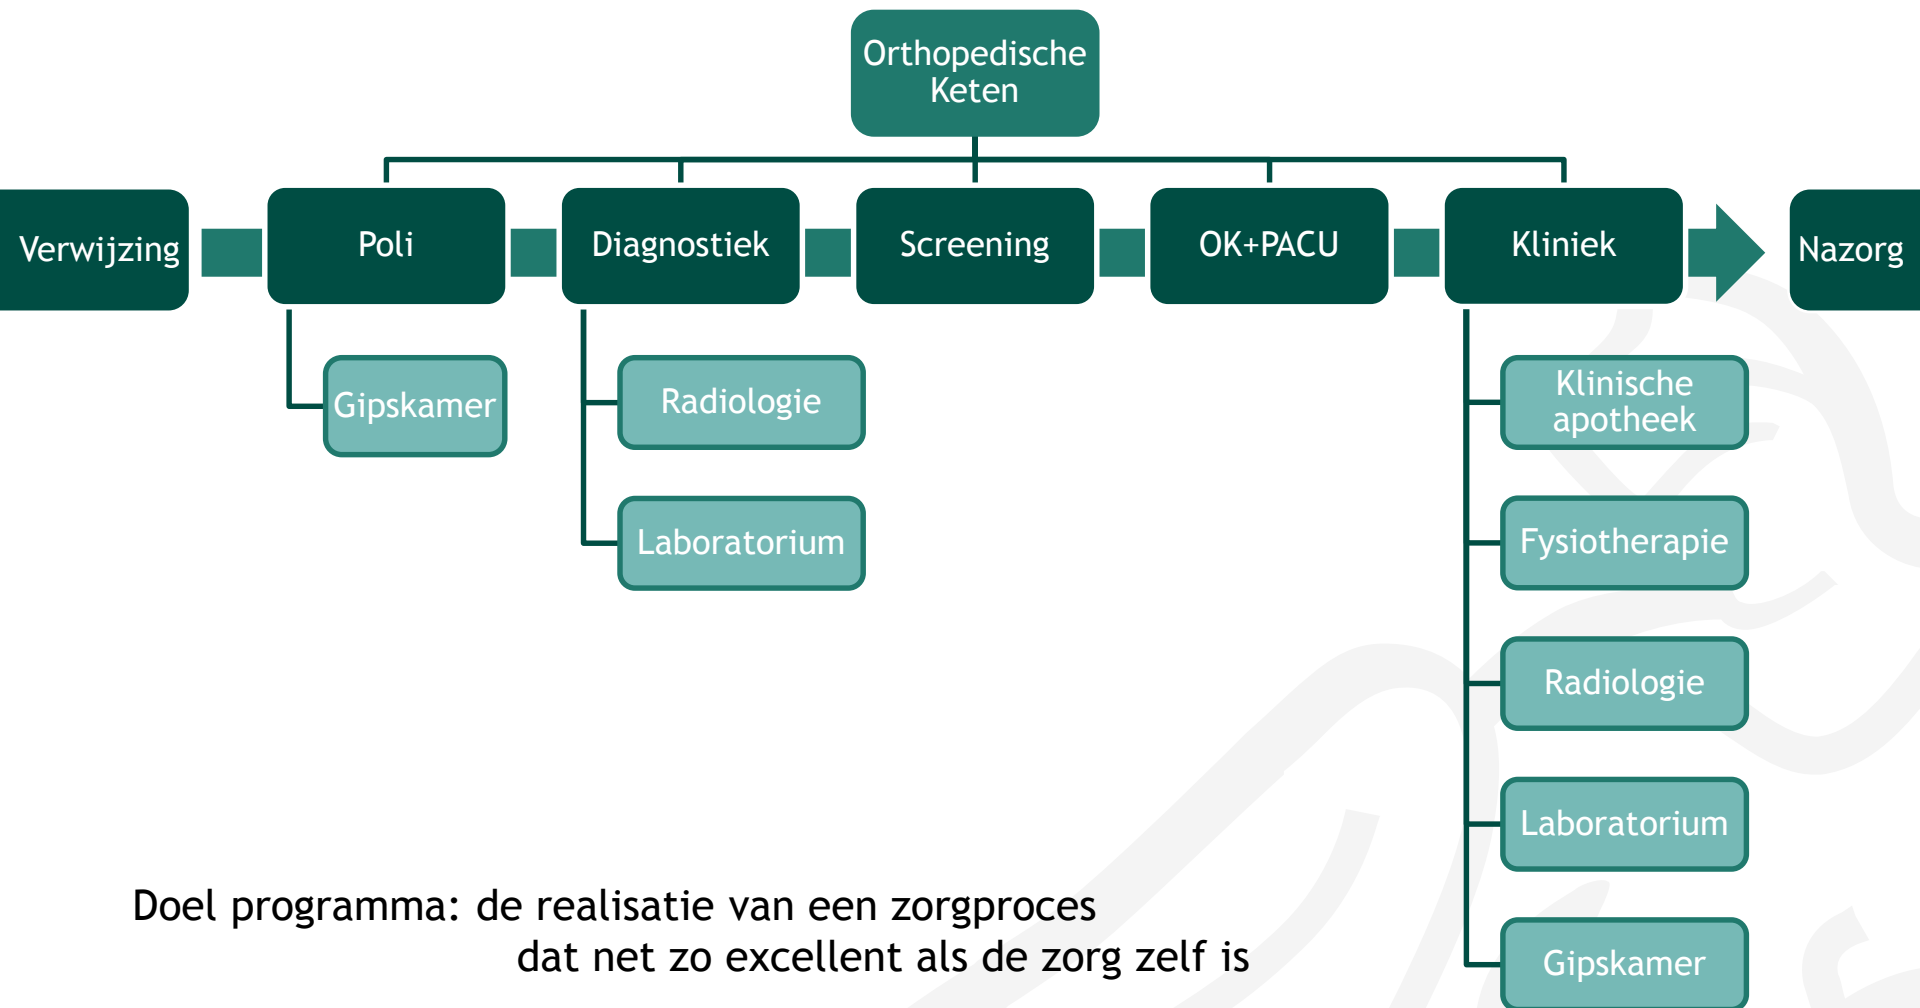 Orthopedische
Keten
Verwijzing
Poli
Diagnostiek
Screening
OK+PACU
Kliniek
Nazorg
Gipskamer
Radiologie
Laboratorium
Klinische
apotheek
Fysiotherapie
Radiologie
Laboratorium
Gipskamer
Doel programma: de realisatie van een zorgproces
dat net zo excellent als de zorg zelf is